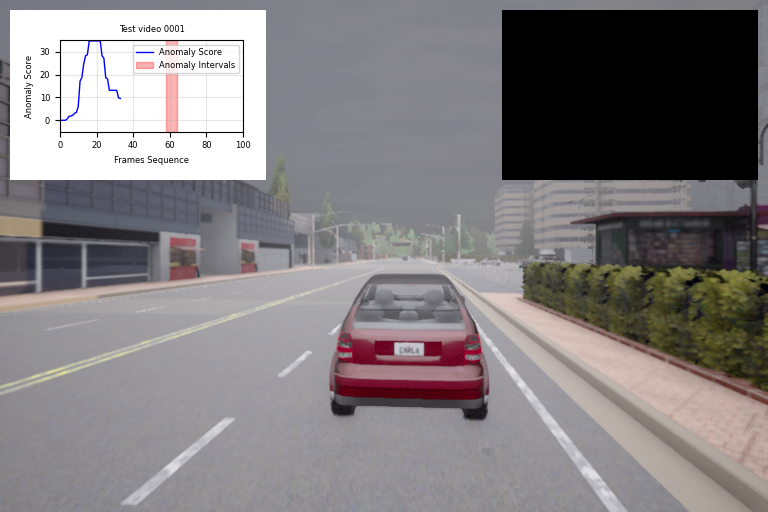 Test video 0001
Anomaly Score
30
20
10
0
Anomaly Score
Anomaly Intervals
0 20 40 60 80 100
Frames Sequence
CARLA